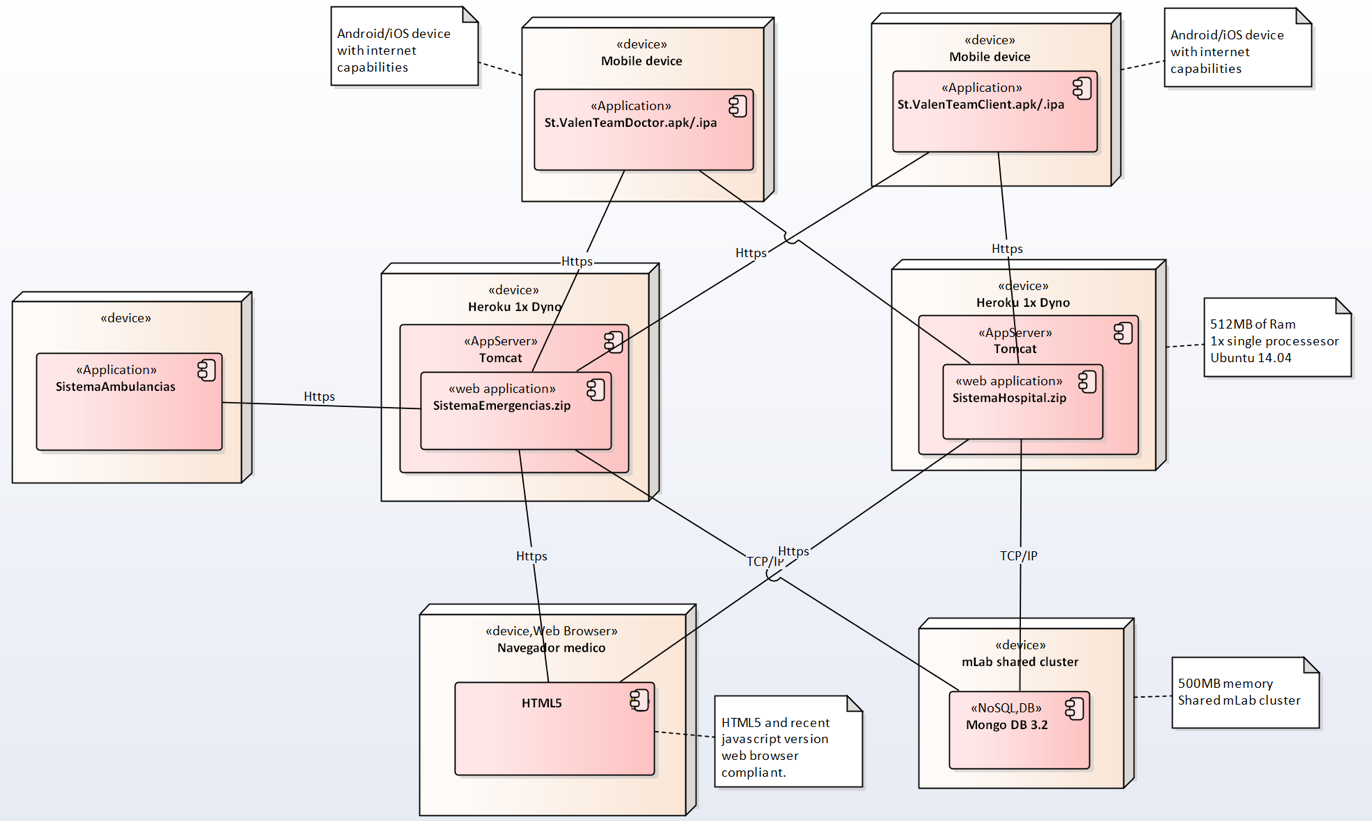 Android/iOS device
with internet
capabilities
«device»
Mobile device
«Application»
St.ValenTeamDoctor.apk/.ipa
«device»
Mobile device
«Application»
St.ValenTeamClient.apk/.ipa
Android/iOS device
with internet
capabilities
Https
Https
Https
«device»
«Application»
SistemaAmbulancias
Https
«device»
Heroku 1x Dyno
«AppServer»
Tomcat
«web application»
SistemaEmergencias.zip
«device»
Heroku 1x Dyno
«AppServer»
Tomcat
«web application»
SistemaHospital.zip
512MB of Ram
1x single processesor
Ubuntu 14.04
Https
TCP/IP
Https
TCP/IP
«device,Web Browser»
Navegador medico
HTML5
HTML5 and recent
javascript version
web browser
compliant.
«device»
mLab shared cluster
«NoSQL,DB»
Mongo DB 3.2
500MB memory
Shared mLab cluster